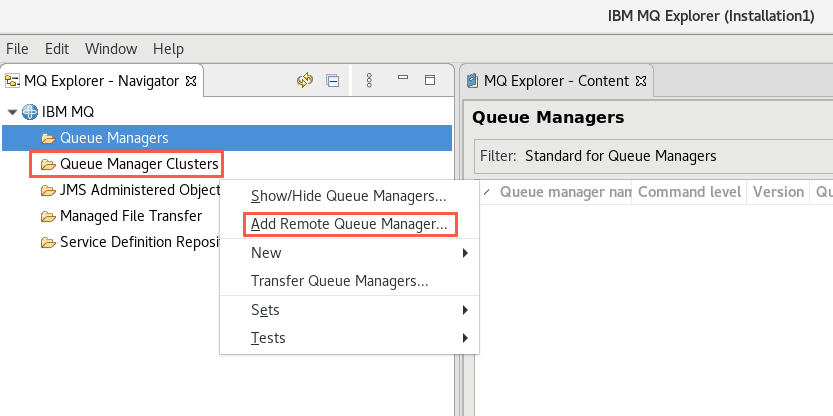 IBM MQ Explorer (Installation1)
File Edit Window Help
MQ Explorer - Navigator
MQ Explorer - Content
IBM MQ
Queue Managers
Queue Manager Clusters
JMS Administered Object
Managed File Transfer
Service Definition Reposi
Show/Hide Queue Managers...
Add Remote Queue Manager...
New
Transfer Queue Managers...
Sets
Tests
Queue Managers
Filter: Standard for Queue Managers
Queue manager nam Command level Version Qu